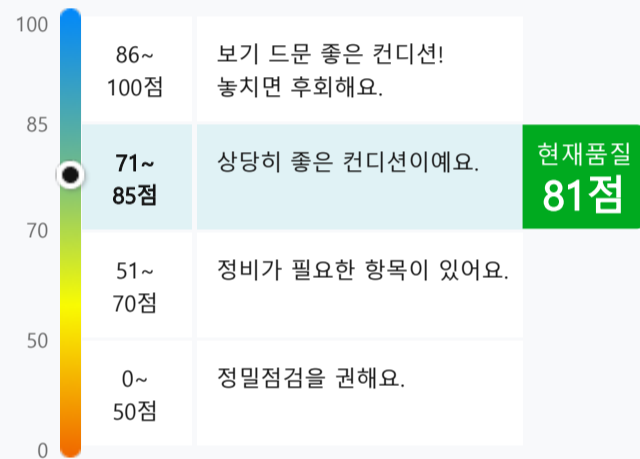 100
86~
100점
보기 드문 좋은 컨디션!
놓치면 후회해요.
85
71~
85점
상당히 좋은 컨디션이예요.
현재품질
81점
70
51~
70점
정비가 필요한 항목이 있어요.
50
0~
50점
정밀점검을 권해요.
0